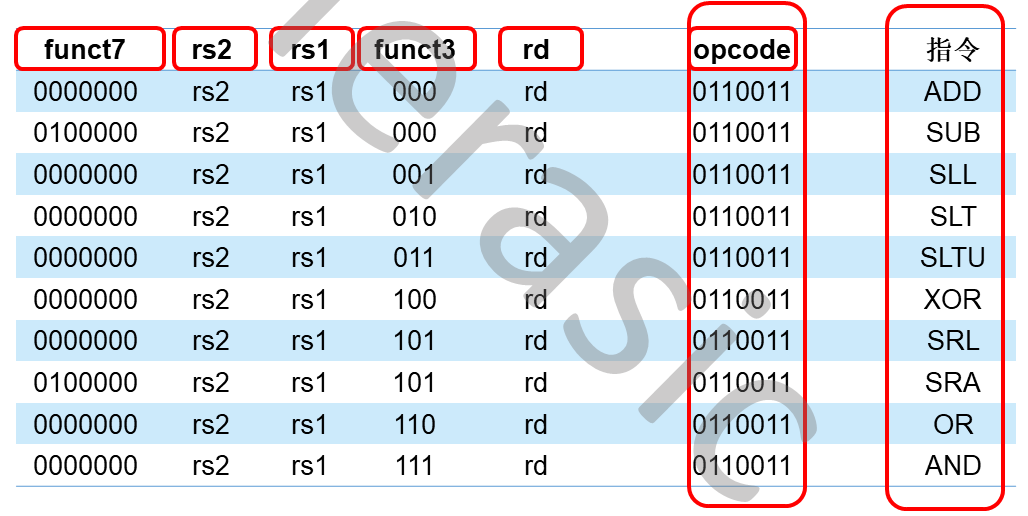 funct7 rs2 rs1 funct3 rd opcode 指令
0000000 rs2 rs1 000 rd 0110011 ADD
0100000 rs2 rs1 000 rd 0110011 SUB
0000000 rs2 rs1 001 rd 0110011 SLL
0000000 rs2 rs1 010 rd 0110011 SLT
0000000 rs2 rs1 011 rd 0110011 SLTU
0000000 rs2 rs1 100 rd 0110011 XOR
0000000 rs2 rs1 101 rd 0110011 SRL
0100000 rs2 rs1 101 rd 0110011 SRA
0000000 rs2 rs1 110 rd 0110011 OR
0000000 rs2 rs1 111 rd 0110011 AND
erasic